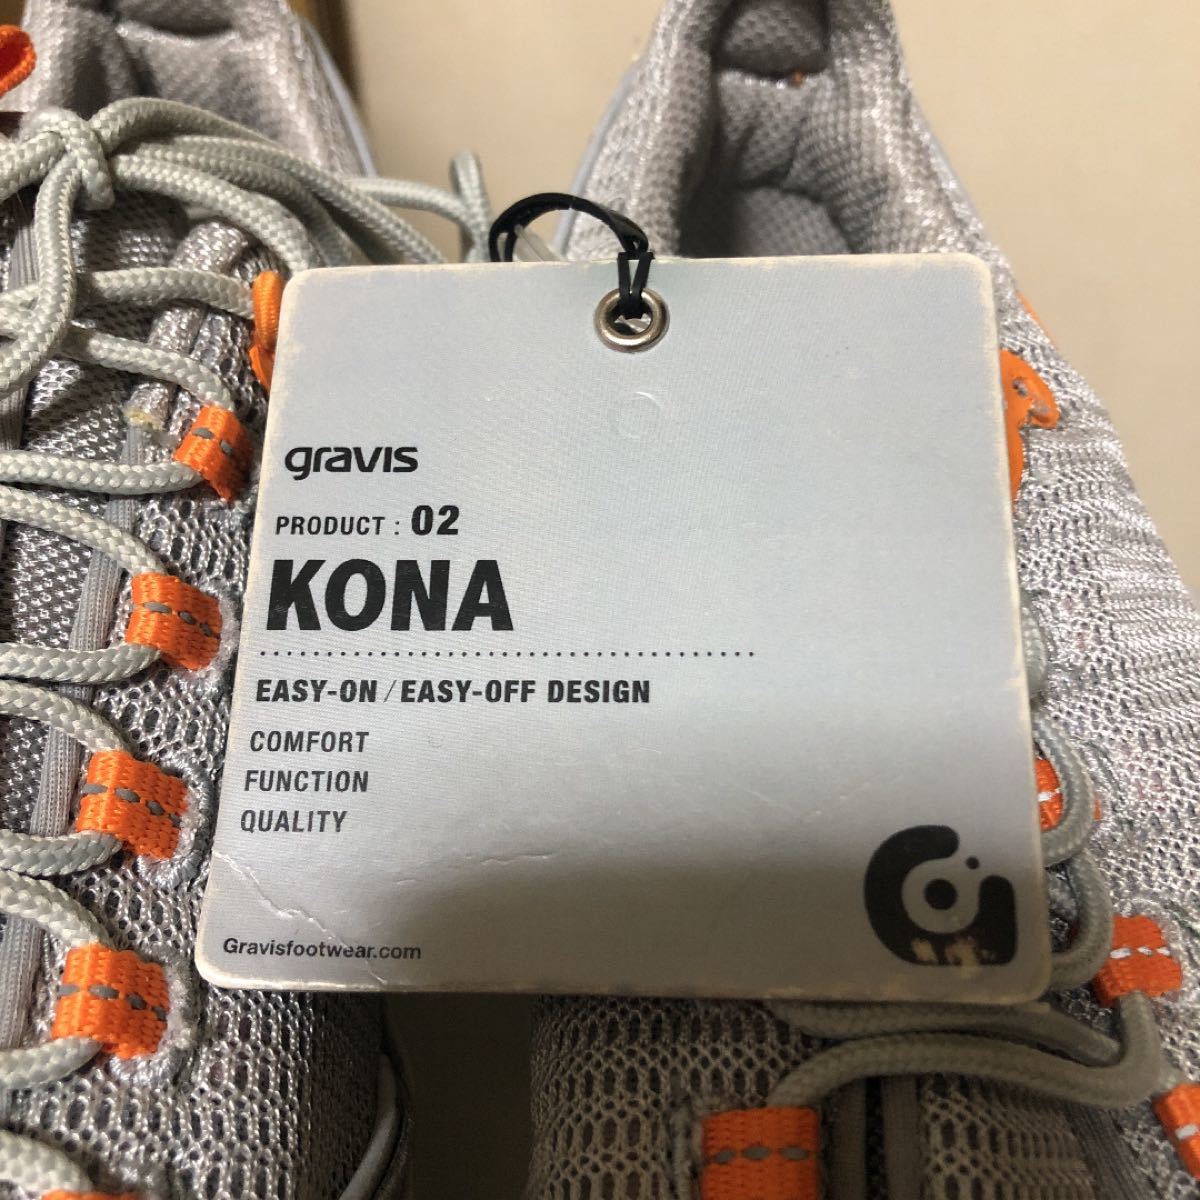 gravis
PRODUCT : 02
KONA
EASY-ON / EASY-OFF DESIGN
COMFORT
FUNCTION
QUALITY
Gravisfootwear.com